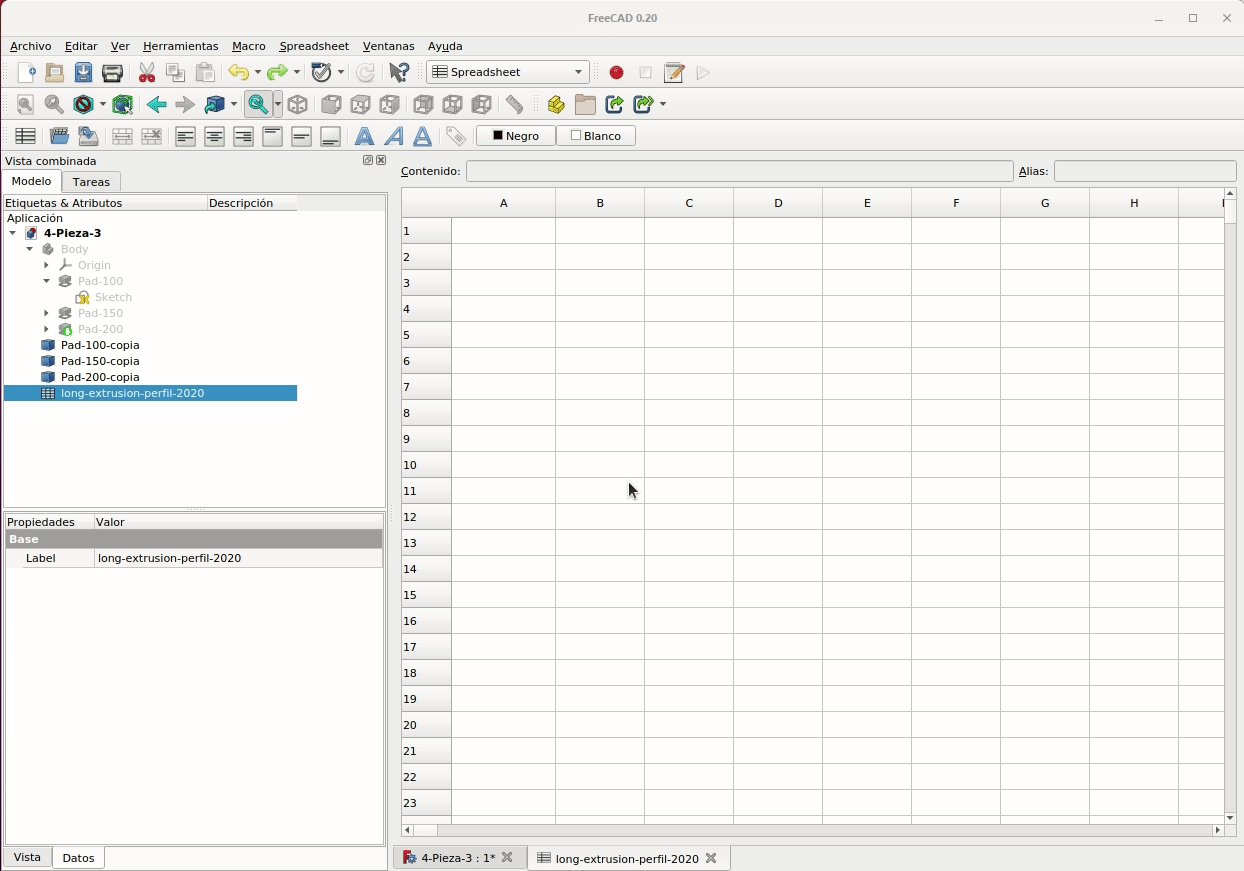 FreeCAD 0.20
Archivo Editar Ver Herramientas Macro Spreadsheet Ventanas Ayuda
Spreadsheet
Negro Blanco
Vista combinada
Contenido: Alias:
Modelo Tareas
Etiquetas & Atributos Descripción
A B C D E F G H
Aplicación
4-Pieza-3
Body
Origin
Pad-100
Sketch
Pad-150
Pad-200
Pad-100-copia
Pad-150-copia
Pad-200-copia
long-extrusion-perfil-2020
Propiedades Valor
Base
Label long-extrusion-perfil-2020
1
2
3
4
5
6
7
8
9
10
11
12
13
14
15
16
17
18
19
20
21
22
23
Vista Datos
4-Pieza-3 : 1* long-extrusion-perfil-2020